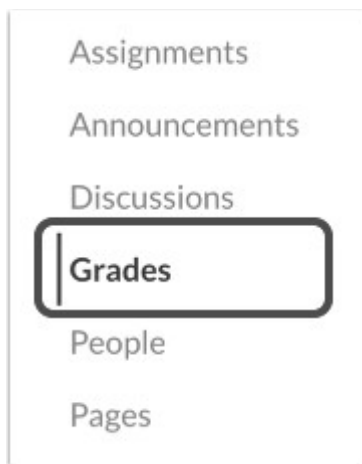 Assignments
Announcements
Discussions
Grades
People
Pages